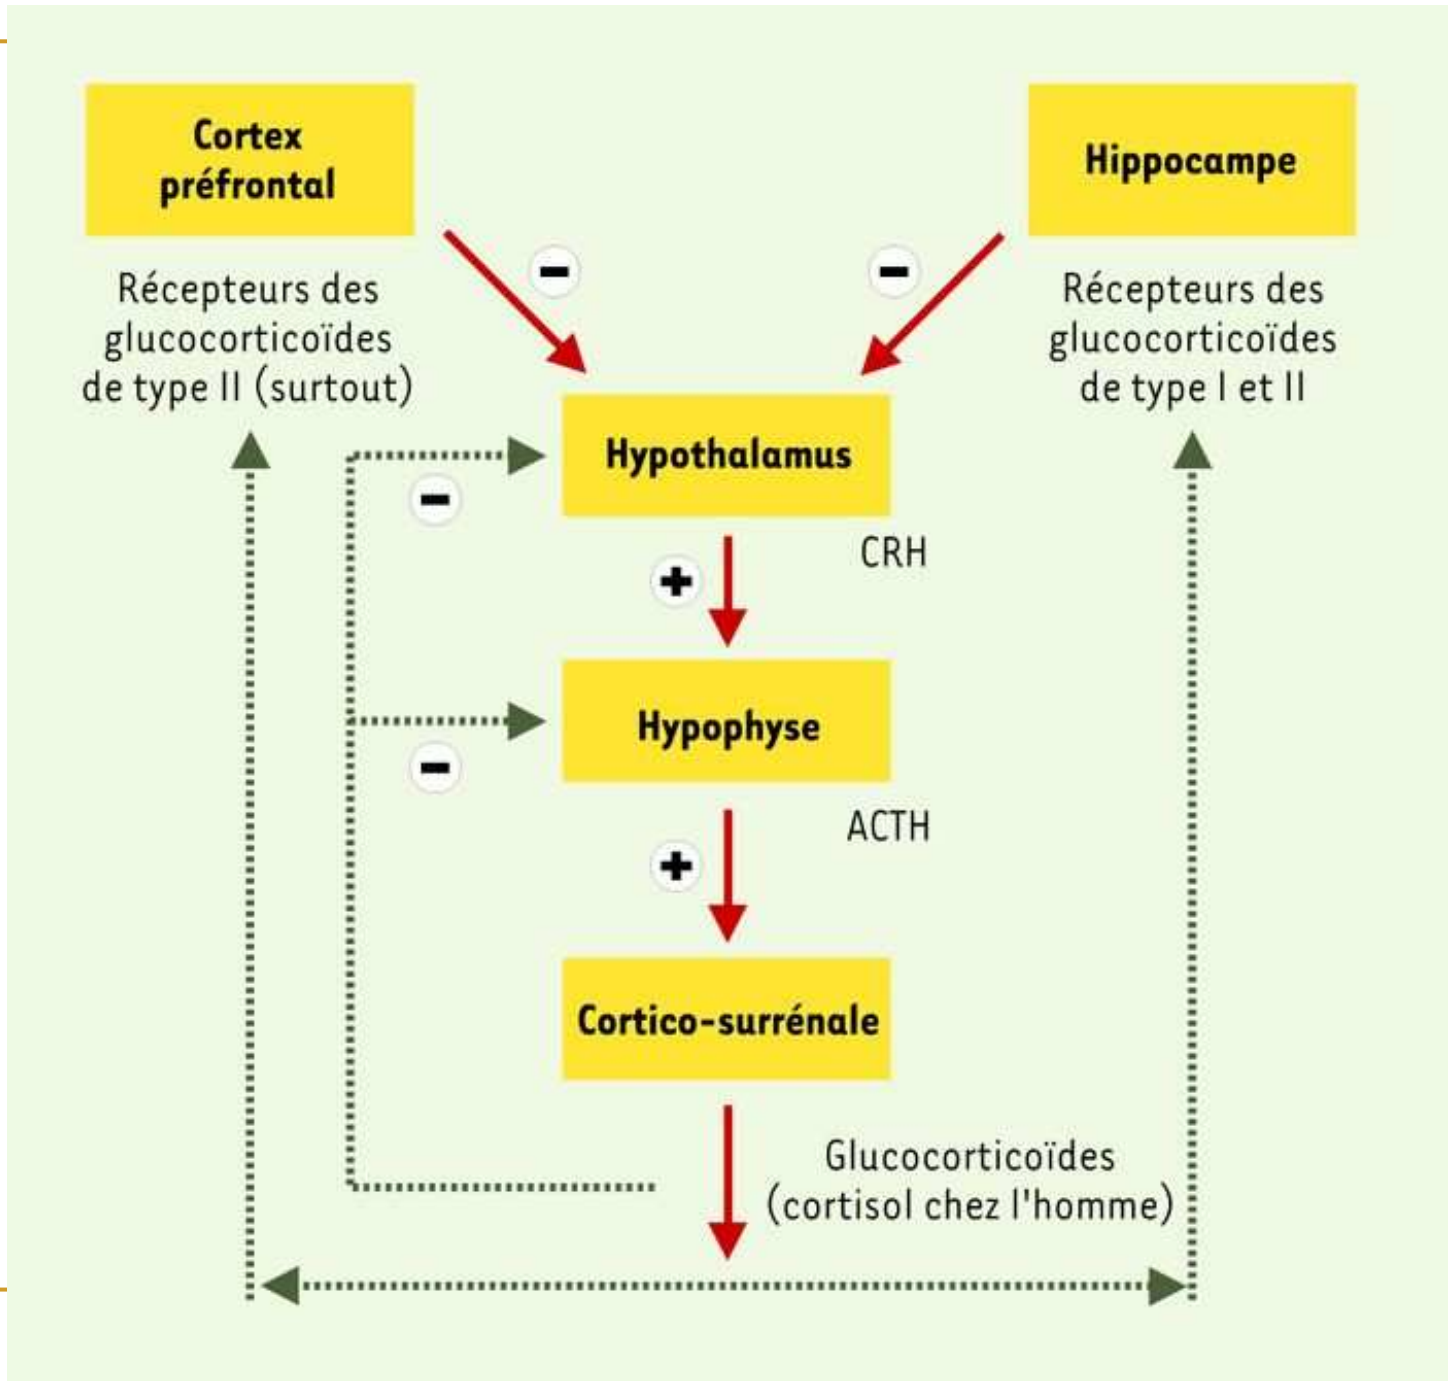 Cortex
préfrontal
Hippocampe
Récepteurs des
glucocorticoïdes
de type II (surtout)
Récepteurs des
glucocorticoïdes
de type I et II
−
−
Hypothalamus
−
CRH
+
Hypophyse
−
ACTH
+
Cortico-surrénale
Glucocorticoïdes
(cortisol chez l'homme)